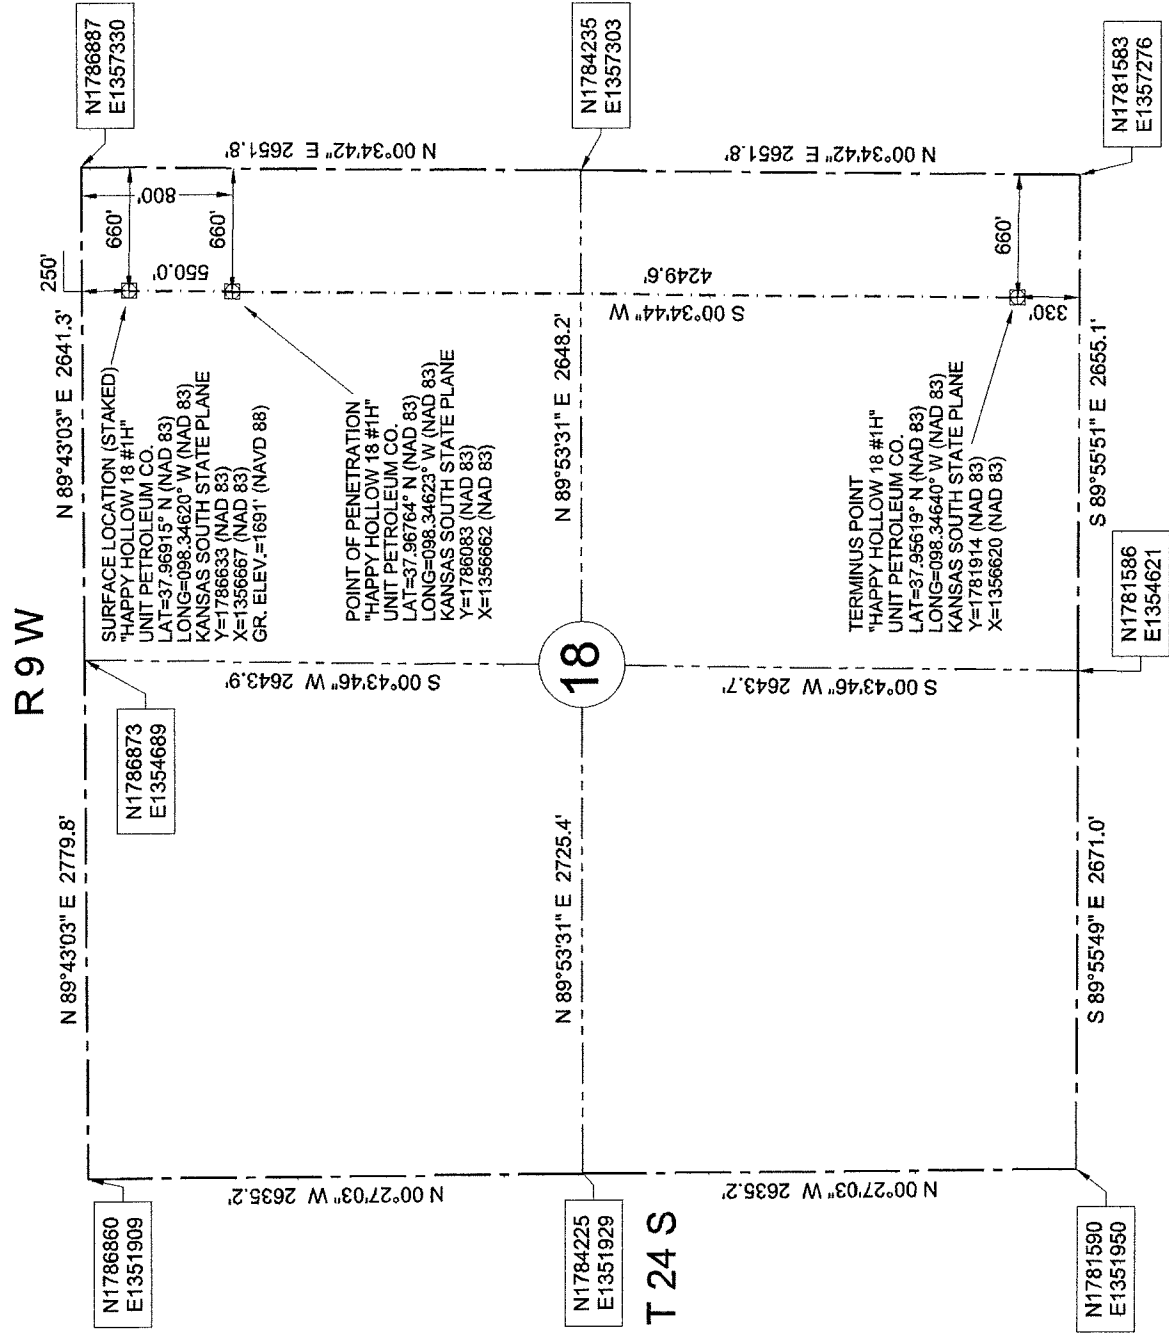 R 9 W
N1786860
E1351909
N 89°43'03" E 2779.8'
N1786873
E1354689
N 89°43'03" E 2641.3'
250'
N1786887
E1357330
SURFACE LOCATION (STAKED)
"HAPPY HOLLOW 18 #1H"
UNIT PETROLEUM CO.
LAT=37.96915° N (NAD 83)
LONG=098.34620° W (NAD 83)
KANSAS SOUTH STATE PLANE
Y=1786633 (NAD 83)
X=1356667 (NAD 83)
GR. ELEV.=1691' (NAVD 88)
660'
800'
550.0'
660'
N 00°34'42" E 2651.8'
N 00°27'03" W 2635.2'
S 00°43'46" W 2643.9'
POINT OF PENETRATION
"HAPPY HOLLOW 18 #1H"
UNIT PETROLEUM CO.
LAT=37.96764° N (NAD 83)
LONG=098.34623° W (NAD 83)
KANSAS SOUTH STATE PLANE
Y=1786083 (NAD 83)
X=1356662 (NAD 83)
N1784225
E1351929
N 89°53'31" E 2725.4'
18
N 89°53'31" E 2648.2'
N1784235
E1357303
T 24 S
S 00°34'44" W
4249.6'
N 00°27'03" W 2635.2'
S 00°43'46" W 2643.7'
N 00°34'42" E 2651.8'
TERMINUS POINT
"HAPPY HOLLOW 18 #1H"
UNIT PETROLEUM CO.
LAT=37.95619° N (NAD 83)
LONG=098.34640° W (NAD 83)
KANSAS SOUTH STATE PLANE
Y=1781914 (NAD 83)
X=1356620 (NAD 83)
660'
330'
N1781590
E1351950
S 89°55'49" E 2671.0'
N1781586
E1354621
S 89°55'51" E 2655.1'
N1781583
E1357276